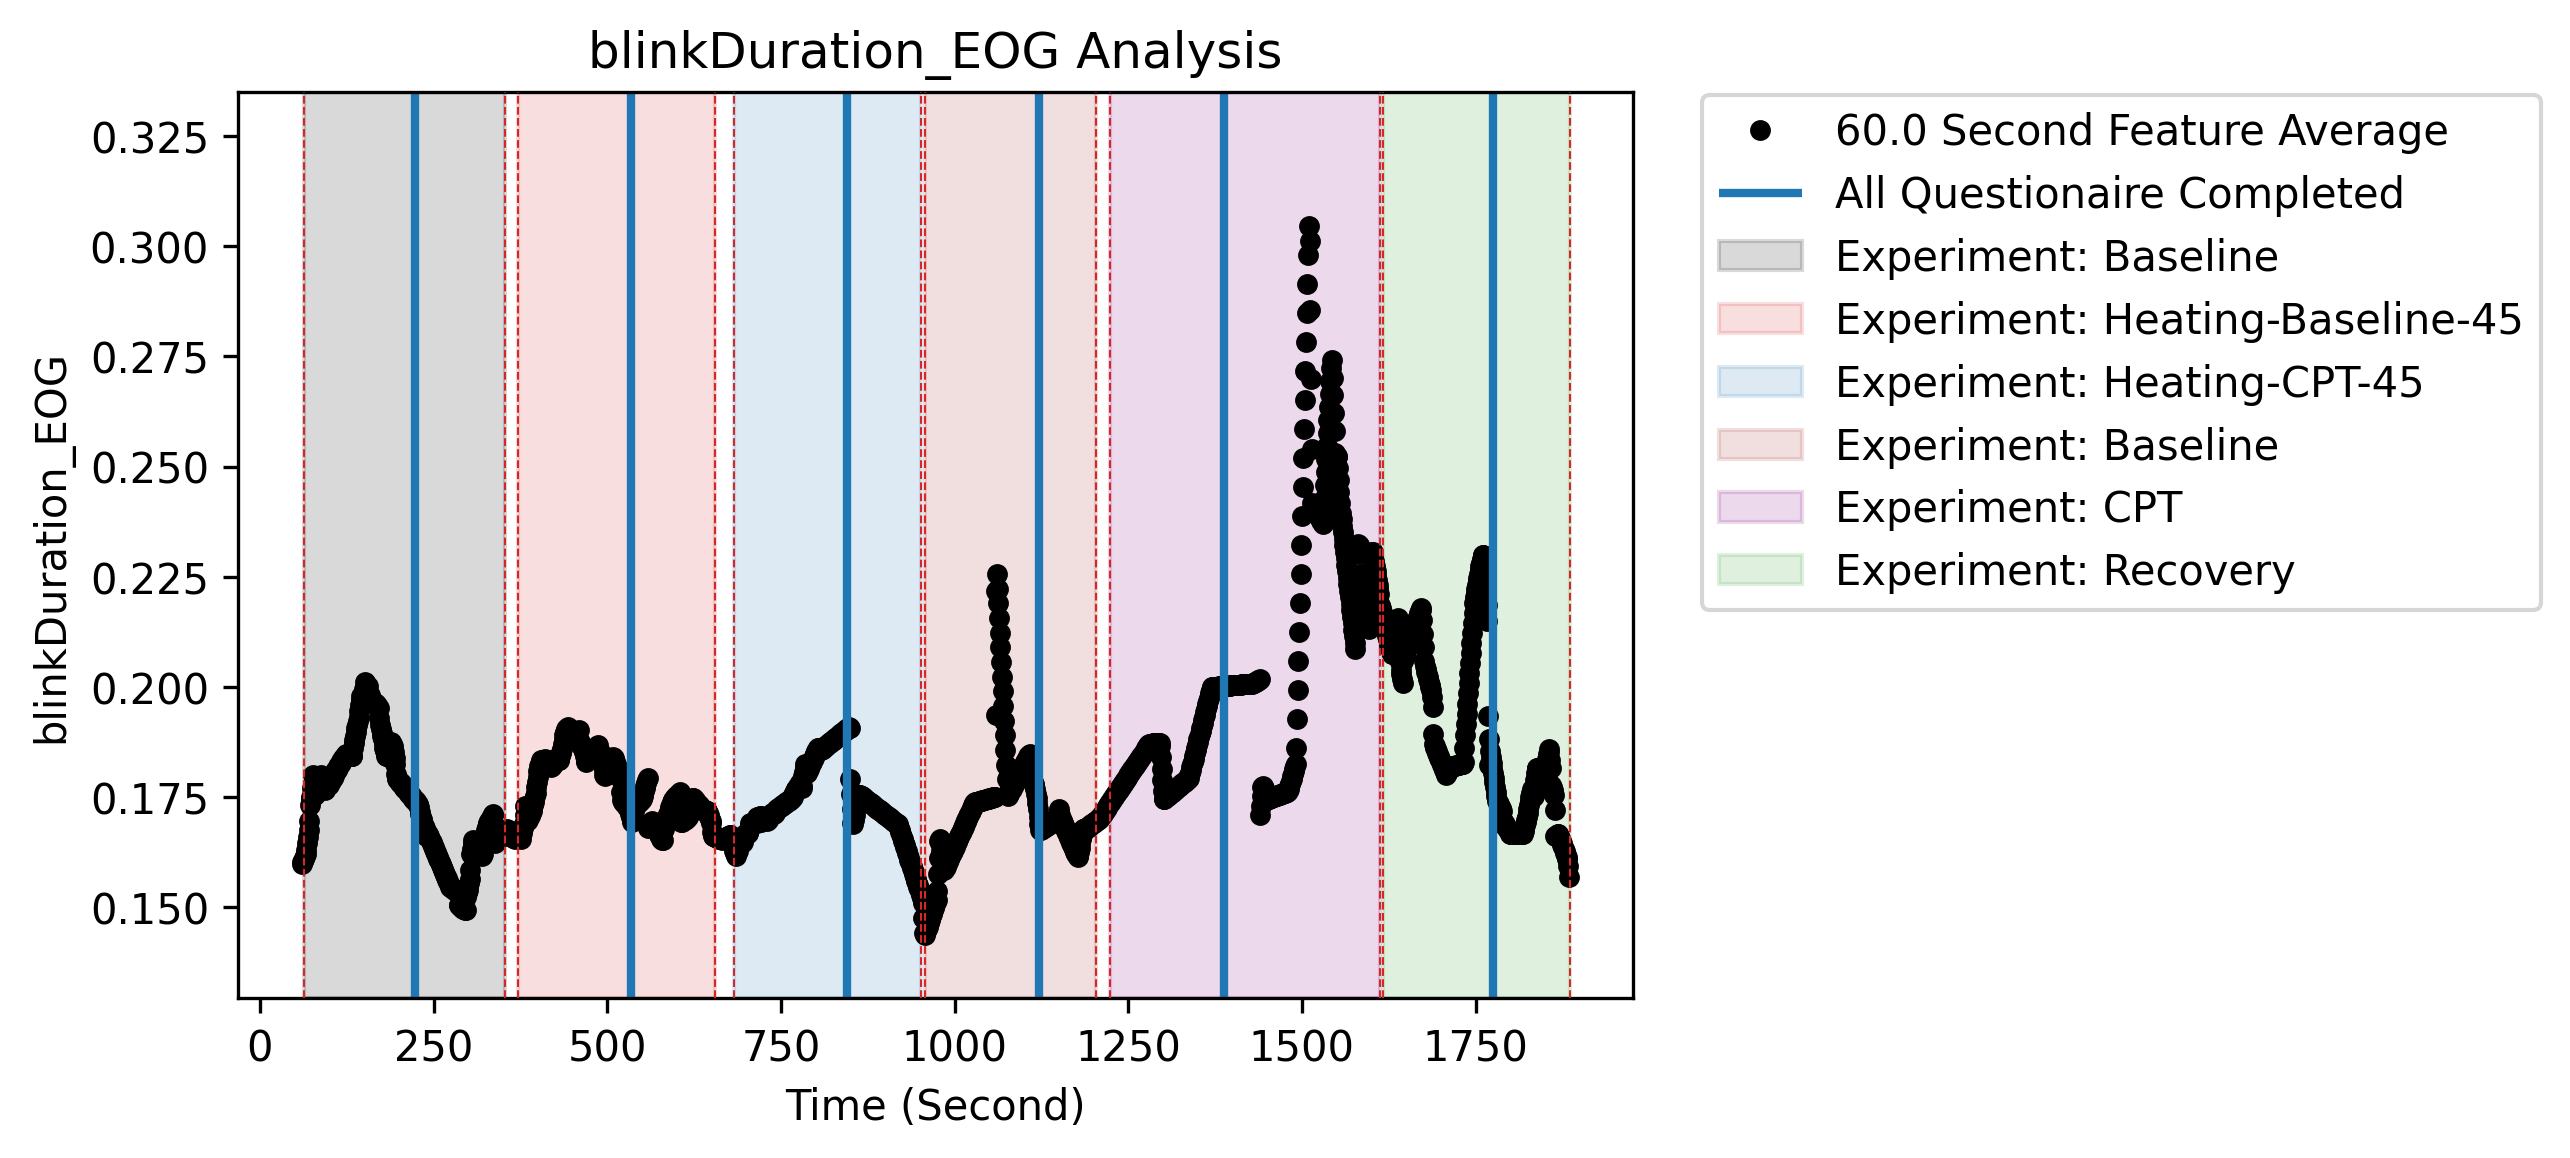 blinkDuration_EOG Analysis
blinkDuration_EOG
0.325
0.300
0.275
0.250
0.225
0.200
0.175
0.150
0
250
500
750
1000
1250
1500
1750
Time (Second)
60.0 Second Feature Average
All Questionaire Completed
Experiment: Baseline
Experiment: Heating-Baseline-45
Experiment: Heating-CPT-45
Experiment: Baseline
Experiment: CPT
Experiment: Recovery